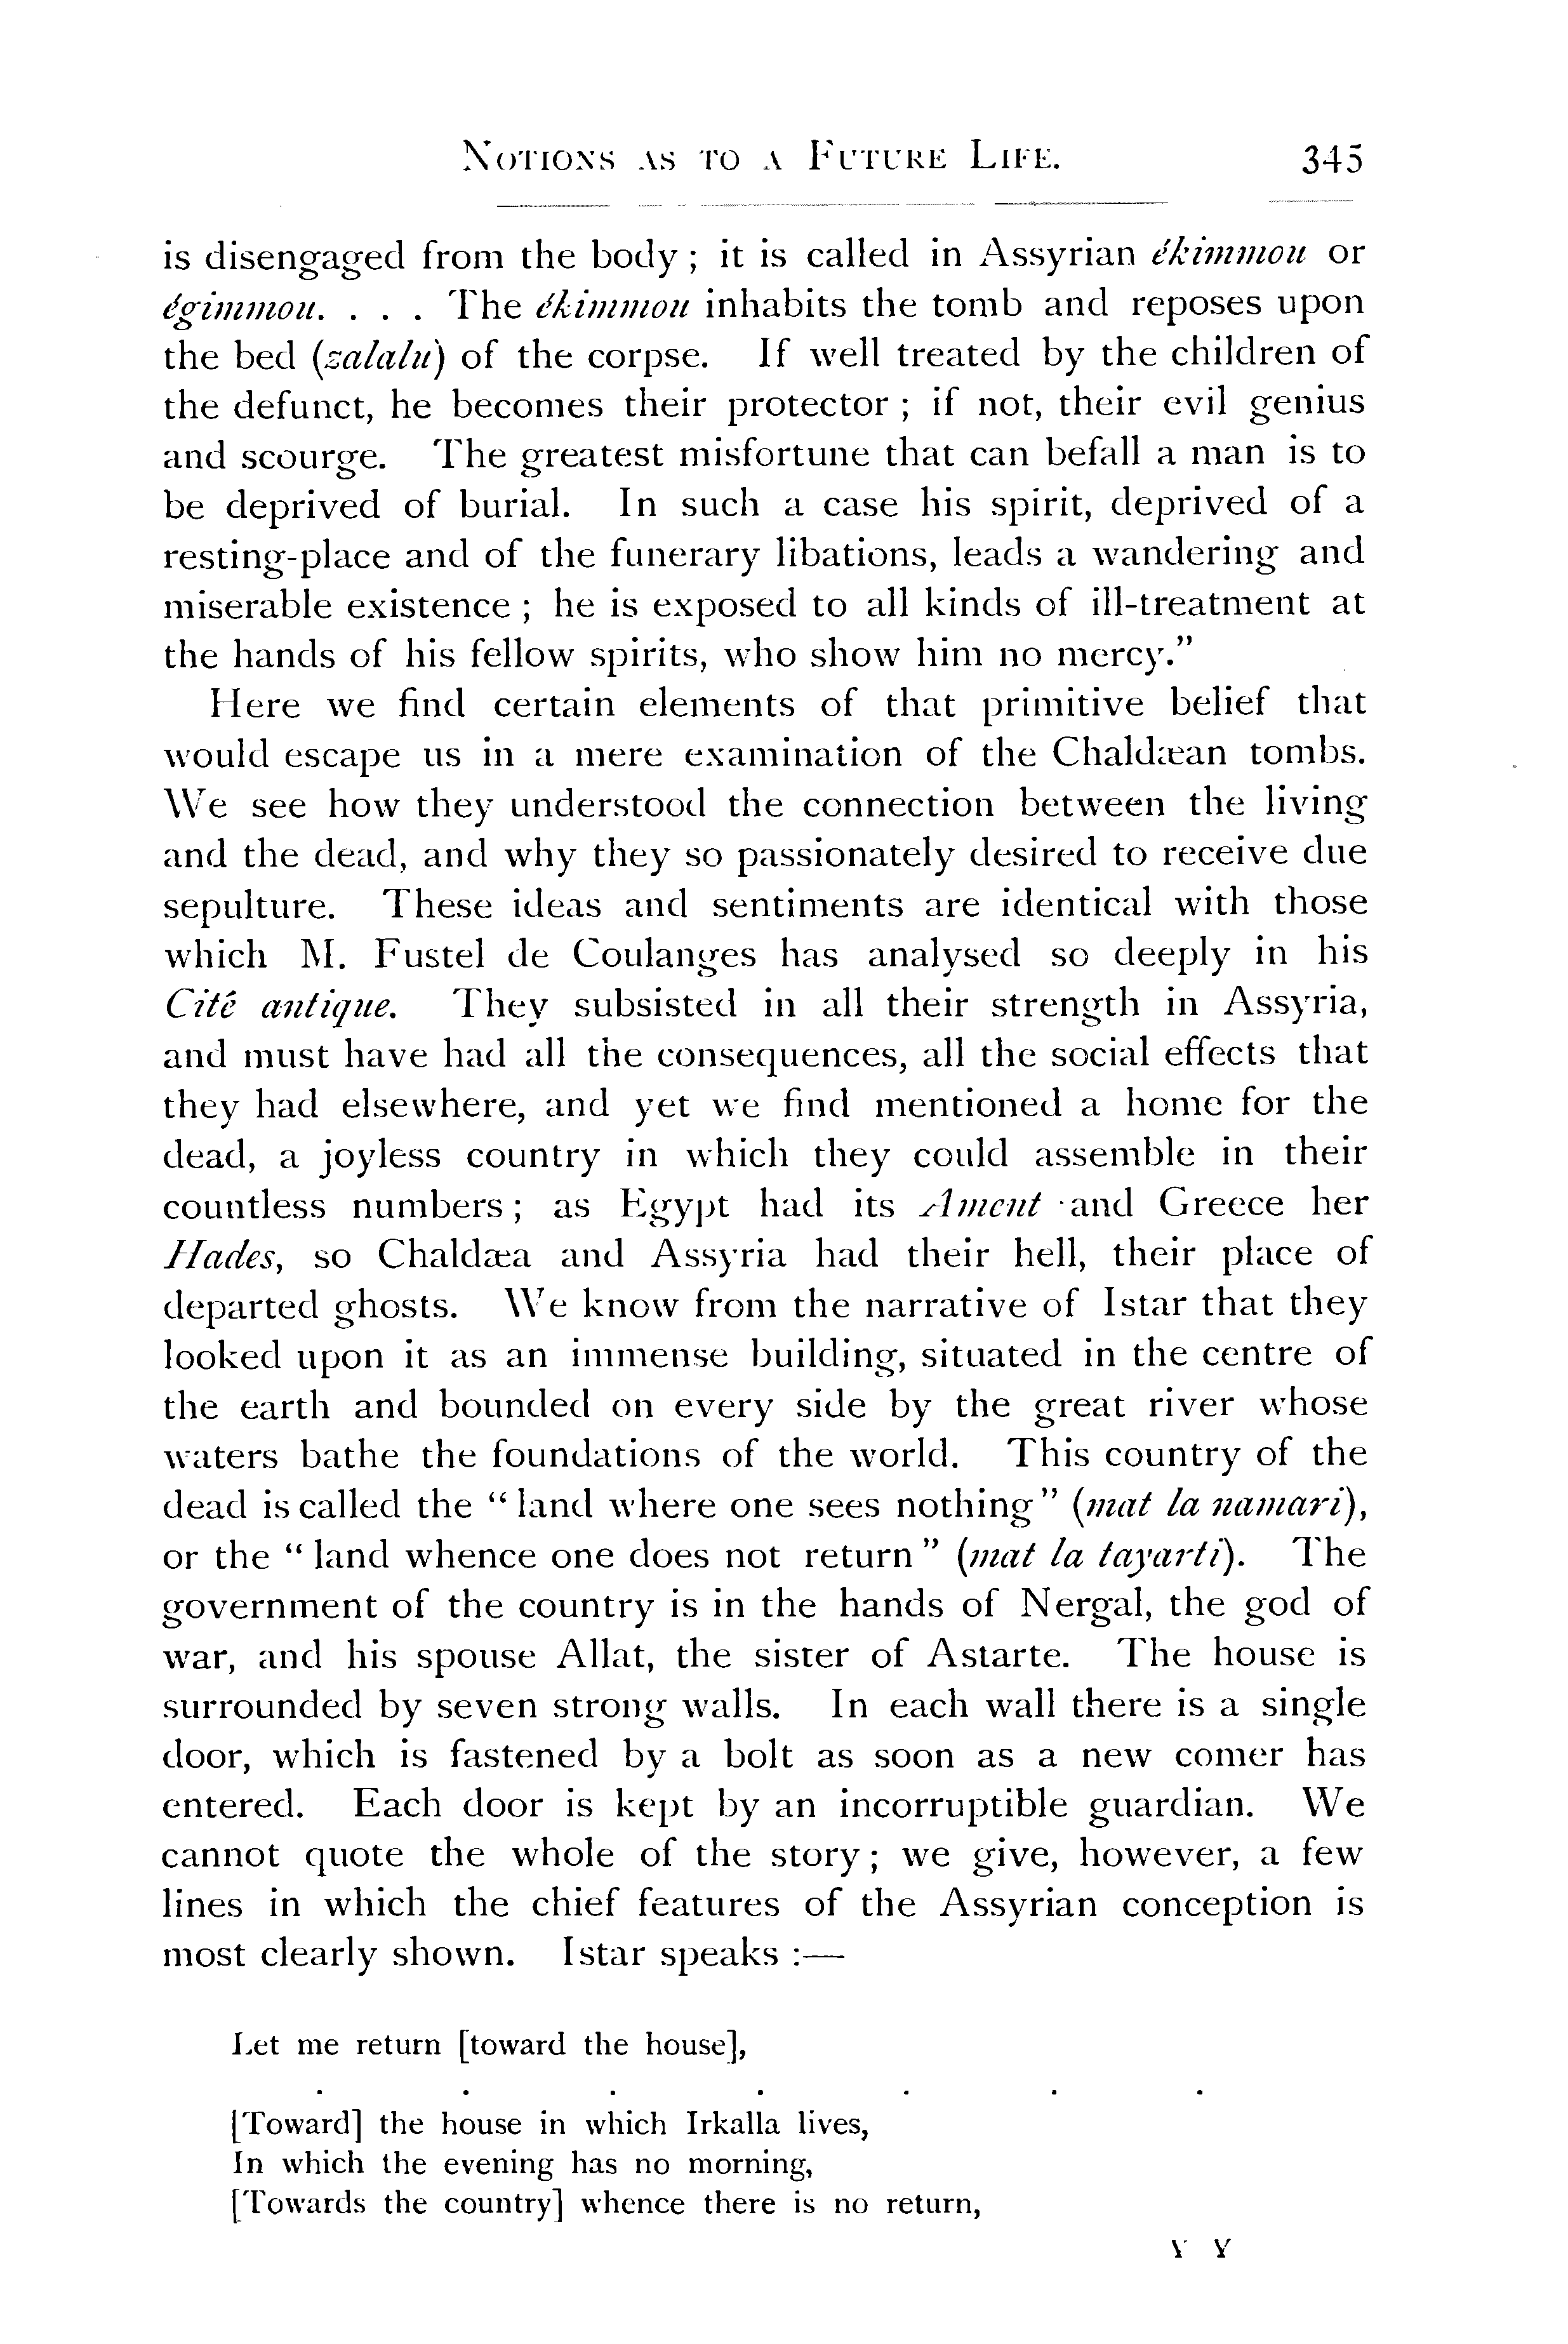 NOTIONS AS TO A FUTURE LIFE. 345
is disengaged from the body ; it is called in Assyrian ékimmou or
égimmou. . . . The ékimmou inhabits the tomb and reposes upon
the bed (zalalu) of the corpse. If well treated by the children of
the defunct, he becomes their protector ; if not, their evil genius
and scourge. The greatest misfortune that can befall a man is to
be deprived of burial. In such a case his spirit, deprived of a
resting-place and of the funerary libations, leads a wandering and
miserable existence ; he is exposed to all kinds of ill-treatment at
the hands of his fellow spirits, who show him no mercy.”
Here we find certain elements of that primitive belief that
would escape us in a mere examination of the Chaldæan tombs.
We see how they understood the connection between the living
and the dead, and why they so passionately desired to receive due
sepulture. These ideas and sentiments are identical with those
which M. Fustel de Coulanges has analysed so deeply in his
Cité antique. They subsisted in all their strength in Assyria,
and must have had all the consequences, all the social effects that
they had elsewhere, and yet we find mentioned a home for the
dead, a joyless country in which they could assemble in their
countless numbers ; as Egypt had its Ament and Greece her
Hades, so Chaldæa and Assyria had their hell, their place of
departed ghosts. We know from the narrative of Istar that they
looked upon it as an immense building, situated in the centre of
the earth and bounded on every side by the great river whose
waters bathe the foundations of the world. This country of the
dead is called the “ land where one sees nothing ” (mat la namari),
or the “ land whence one does not return ” (mat la tayarti). The
government of the country is in the hands of Nergal, the god of
war, and his spouse Allat, the sister of Astarte. The house is
surrounded by seven strong walls. In each wall there is a single
door, which is fastened by a bolt as soon as a new comer has
entered. Each door is kept by an incorruptible guardian. We
cannot quote the whole of the story ; we give, however, a few
lines in which the chief features of the Assyrian conception is
most clearly shown. Istar speaks :—
Let me return [toward the house],
. . . . . . .
[Toward] the house in which Irkalla lives,
In which the evening has no morning,
[Towards the country] whence there is no return,
Y Y